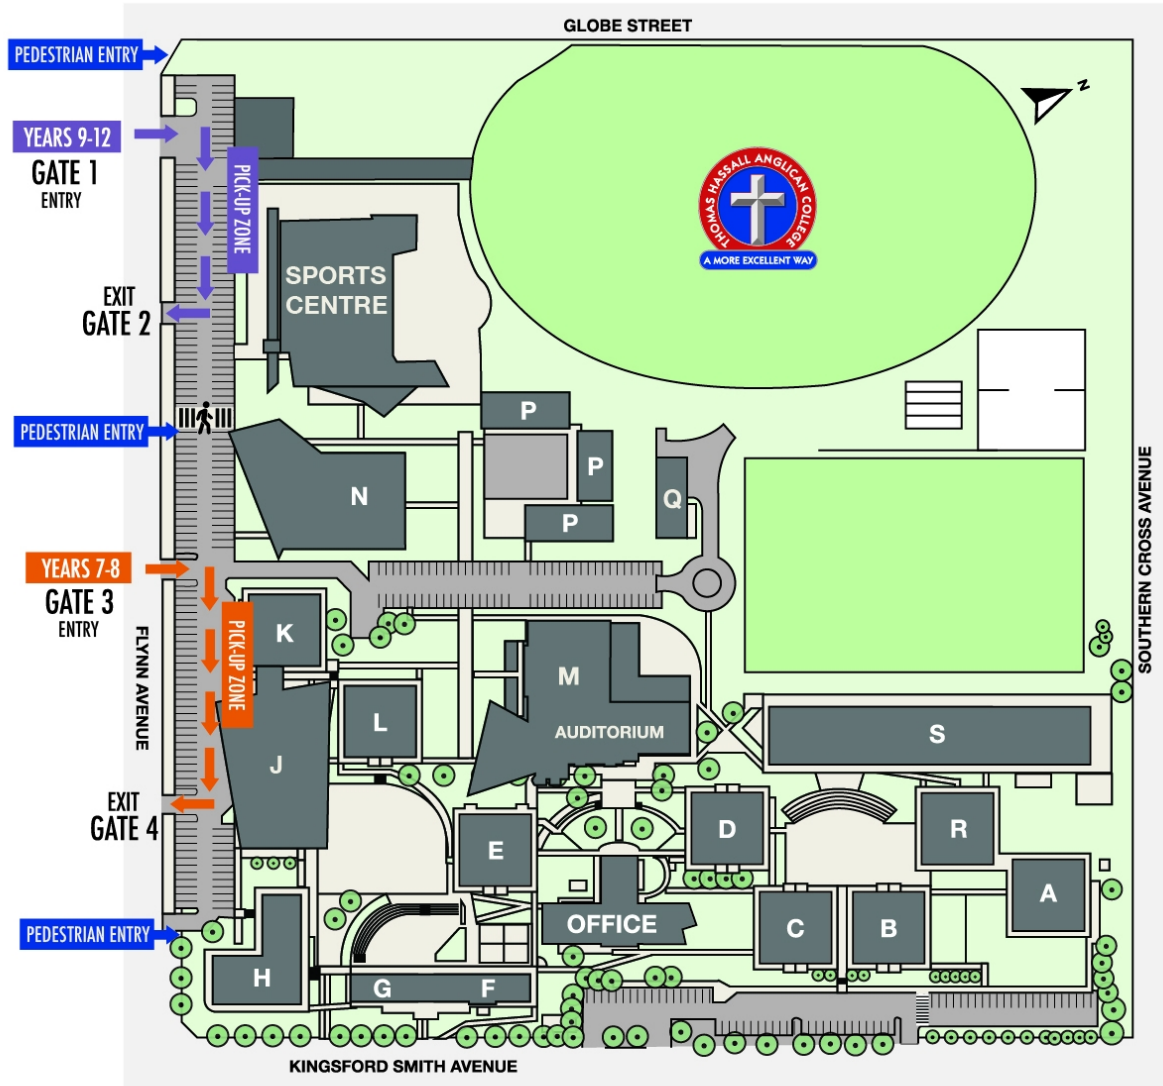 GLOBE STREET
PEDESTRIAN ENTRY
N
YEARS 9-12
GATE 1
ENTRY
PICK-UP ZONE
THOMAS HASSALL ANGLICAN COLLEGE
A MORE EXCELLENT WAY
SPORTS
CENTRE
EXIT
GATE 2
PEDESTRIAN ENTRY
P
P
P
Q
N
YEARS 7-8
GATE 3
ENTRY
PICK-UP ZONE
FLYNN AVENUE
SOUTHERN CROSS AVENUE
K
L
J
M
AUDITORIUM
S
EXIT
GATE 4
E
D
R
A
OFFICE
C
B
PEDESTRIAN ENTRY
H
G
F
KINGSFORD SMITH AVENUE